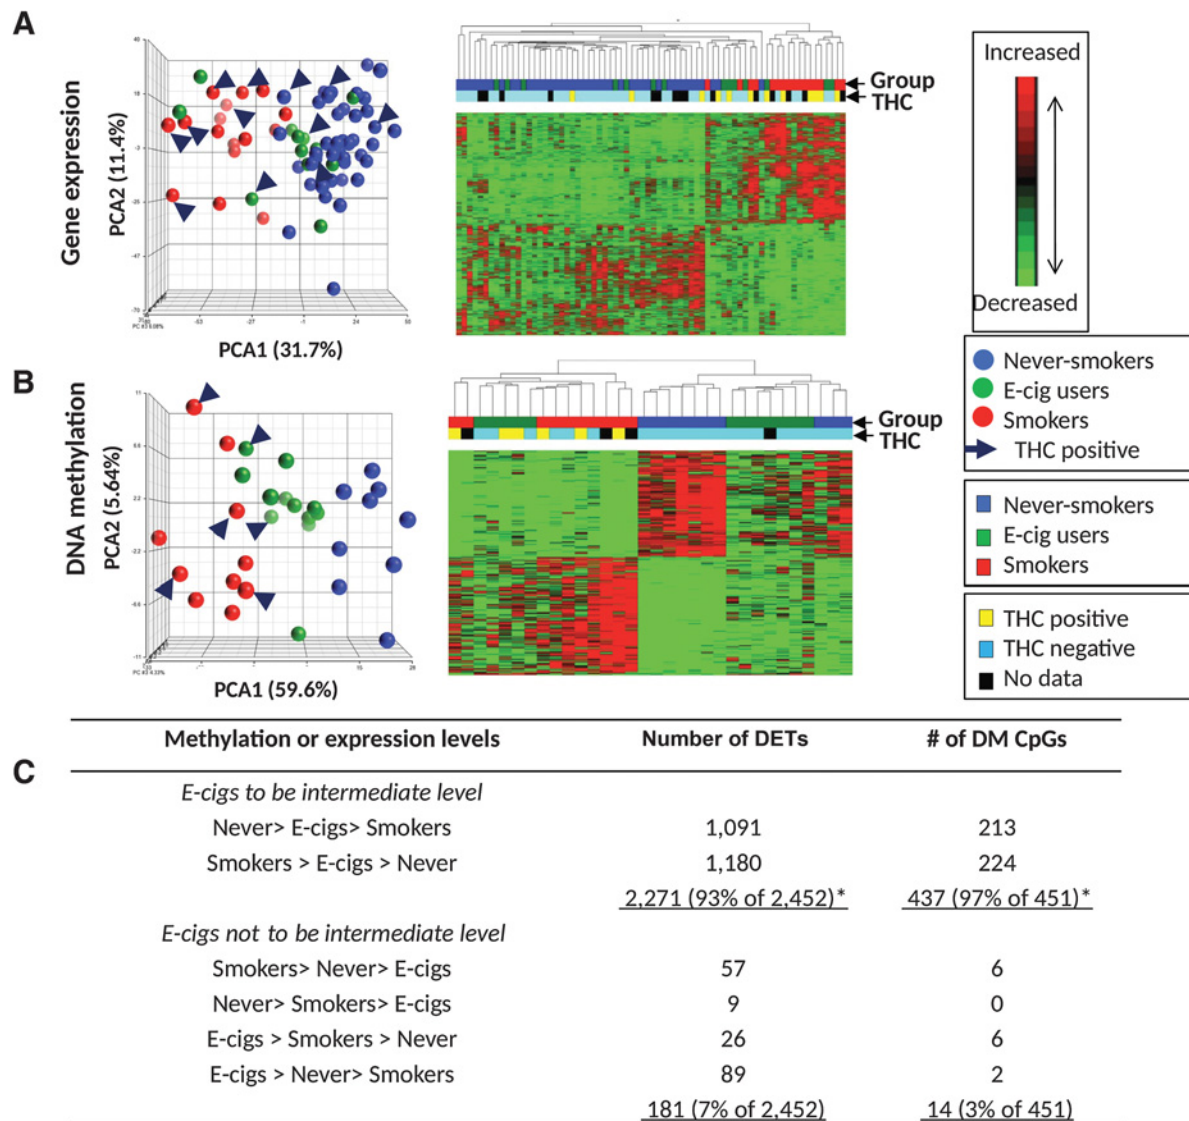 A
Gene expression
PCA2 (11.4%)
PCA1 (31.7%)
Group
THC
Increased
Decreased
Never-smokers
E-cig users
Smokers
THC positive
B
DNA methylation
PCA2 (5.64%)
PCA1 (59.6%)
Group
THC
Never-smokers
E-cig users
Smokers
THC positive
THC negative
No data
Methylation or expression levels Number of DETs # of DM CpGs
C
E-cigs to be intermediate level
Never> E-cigs> Smokers 1,091 213
Smokers > E-cigs > Never 1,180 224
2,271 (93% of 2,452)* 437 (97% of 451)*
E-cigs not to be intermediate level
Smokers> Never> E-cigs 57 6
Never> Smokers> E-cigs 9 0
E-cigs > Smokers > Never 26 6
E-cigs > Never> Smokers 89 2
181 (7% of 2,452) 14 (3% of 451)